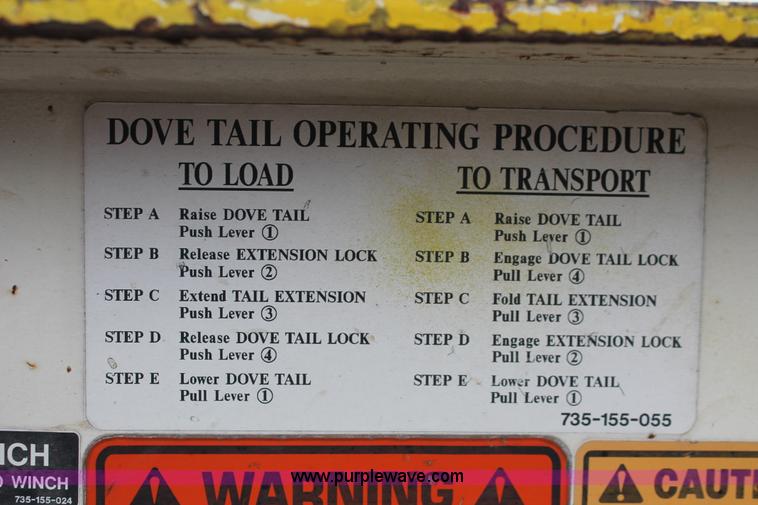 DOVE TAIL OPERATING PROCEDURE
TO LOAD
STEP A Raise DOVE TAIL
Push Lever ①
STEP B Release EXTENSION LOCK
Push Lever ②
STEP C Extend TAIL EXTENSION
Push Lever ③
STEP D Release DOVE TAIL LOCK
Push Lever ④
STEP E Lower DOVE TAIL
Pull Lever ①
TO TRANSPORT
STEP A Raise DOVE TAIL
Push Lever ①
STEP B Engage DOVE TAIL LOCK
Pull Lever ④
STEP C Fold TAIL EXTENSION
Pull Lever ③
STEP D Engage EXTENSION LOCK
Pull Lever ②
STEP E Lower DOVE TAIL
Pull Lever ①
735-155-055
NCH
D WINCH
735-155-024
WARNING
CAUTI
www.purplewave.com